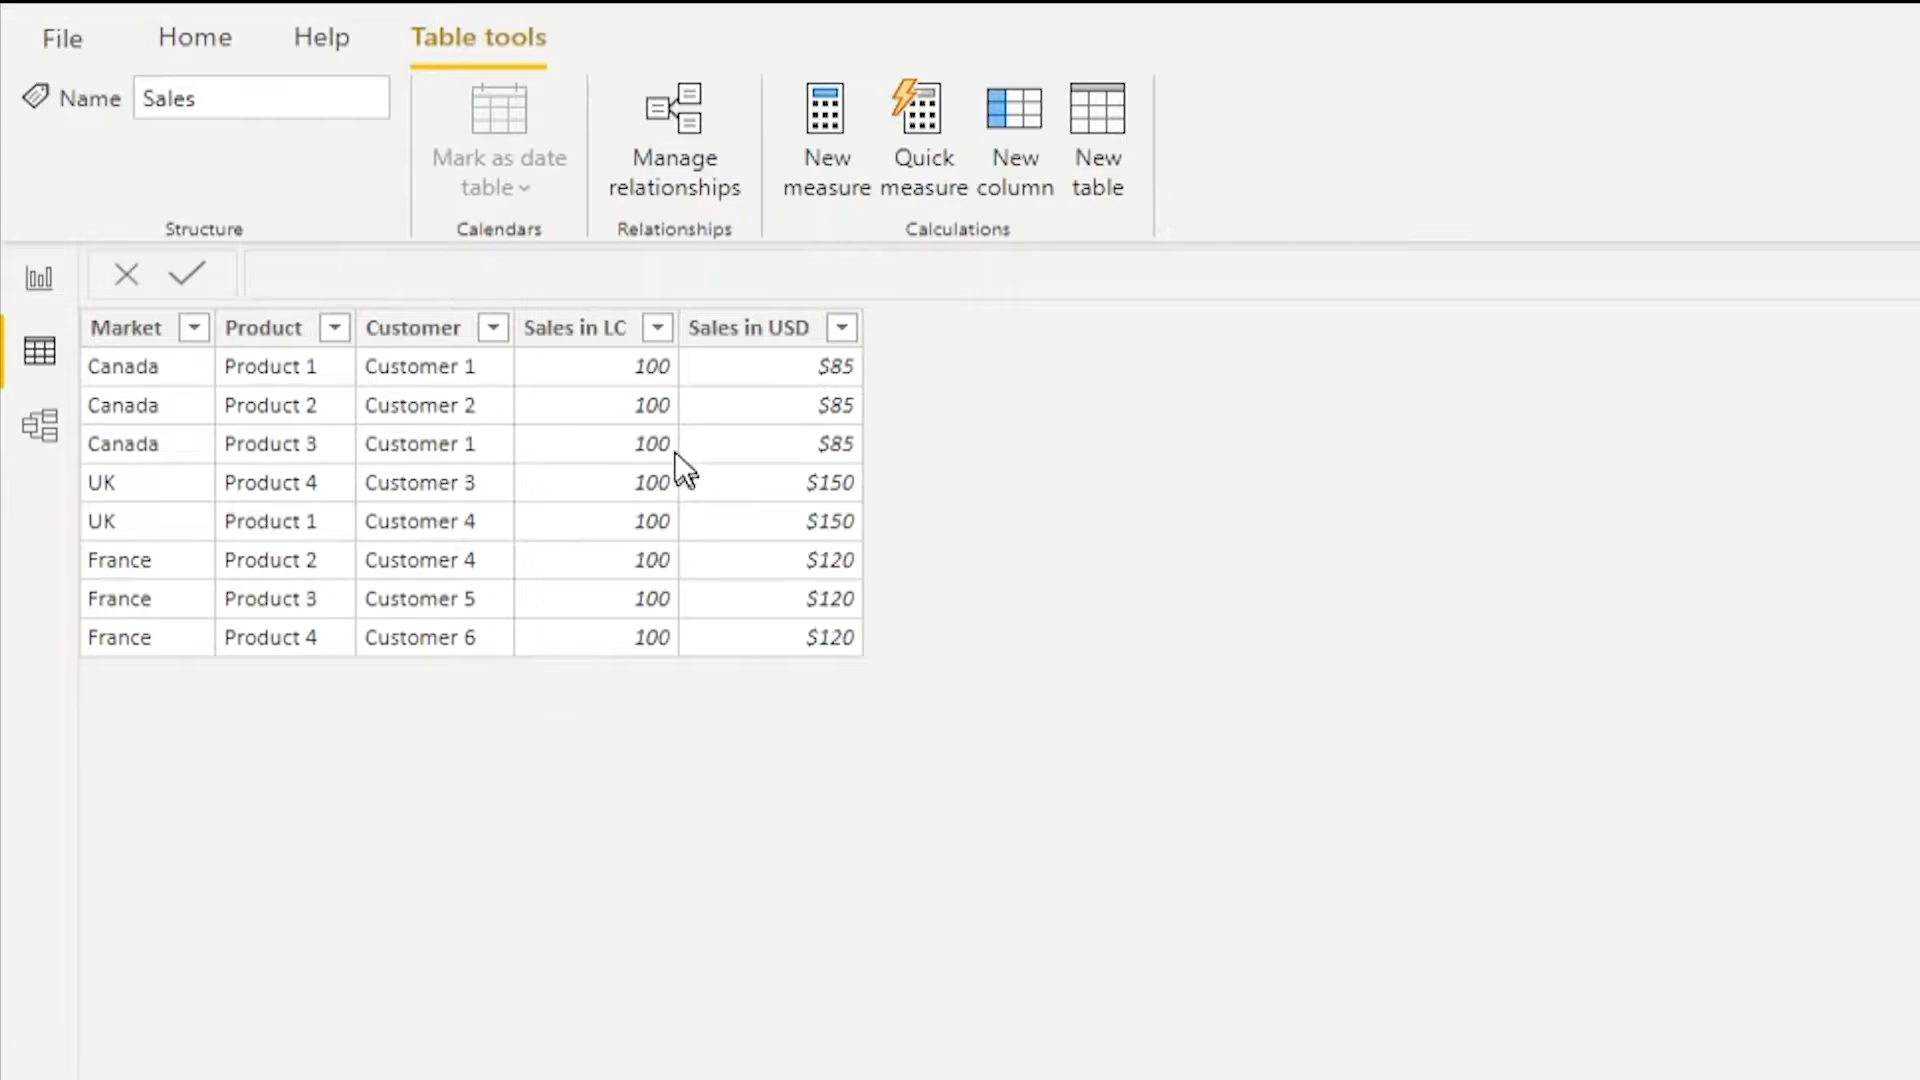 File Home Help Table tools
Name Sales
Mark as date table
Manage relationships
New measure
Quick measure
New column
New table
Structure Calendars Relationships Calculations
Market Product Customer Sales in LC Sales in USD
Canada Product 1 Customer 1 100 $85
Canada Product 2 Customer 2 100 $85
Canada Product 3 Customer 1 100 $85
UK Product 4 Customer 3 100 $150
UK Product 1 Customer 4 100 $150
France Product 2 Customer 4 100 $120
France Product 3 Customer 5 100 $120
France Product 4 Customer 6 100 $120